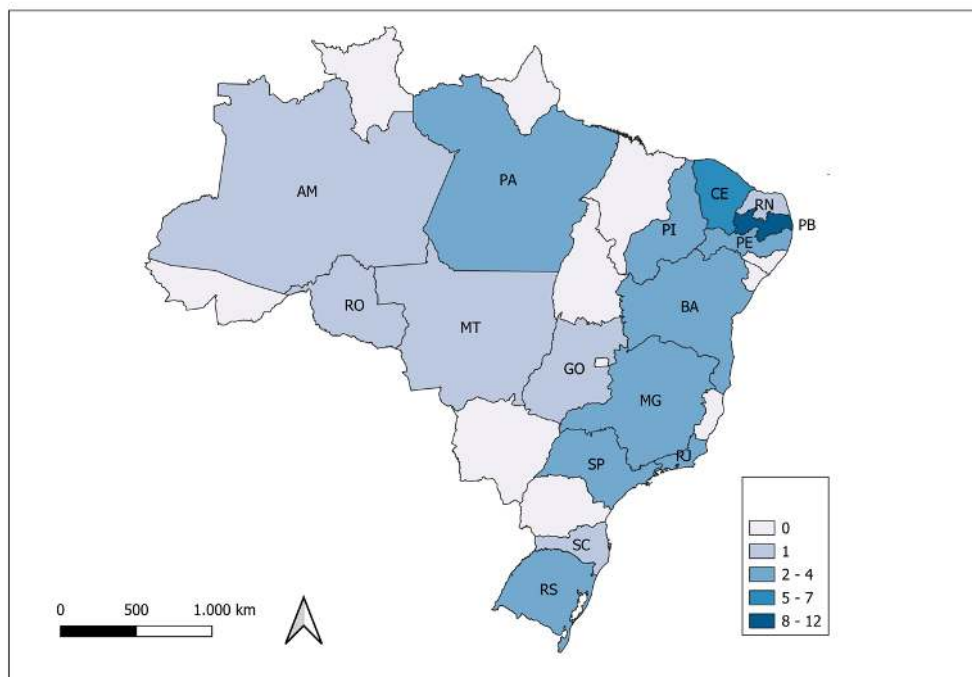 AM
PA
CE
RN
PB
PI
PE
RO
MT
BA
GO
MG
SP
RJ
SC
RS
0
1
2 - 4
5 - 7
8 - 12
0 500 1.000 km